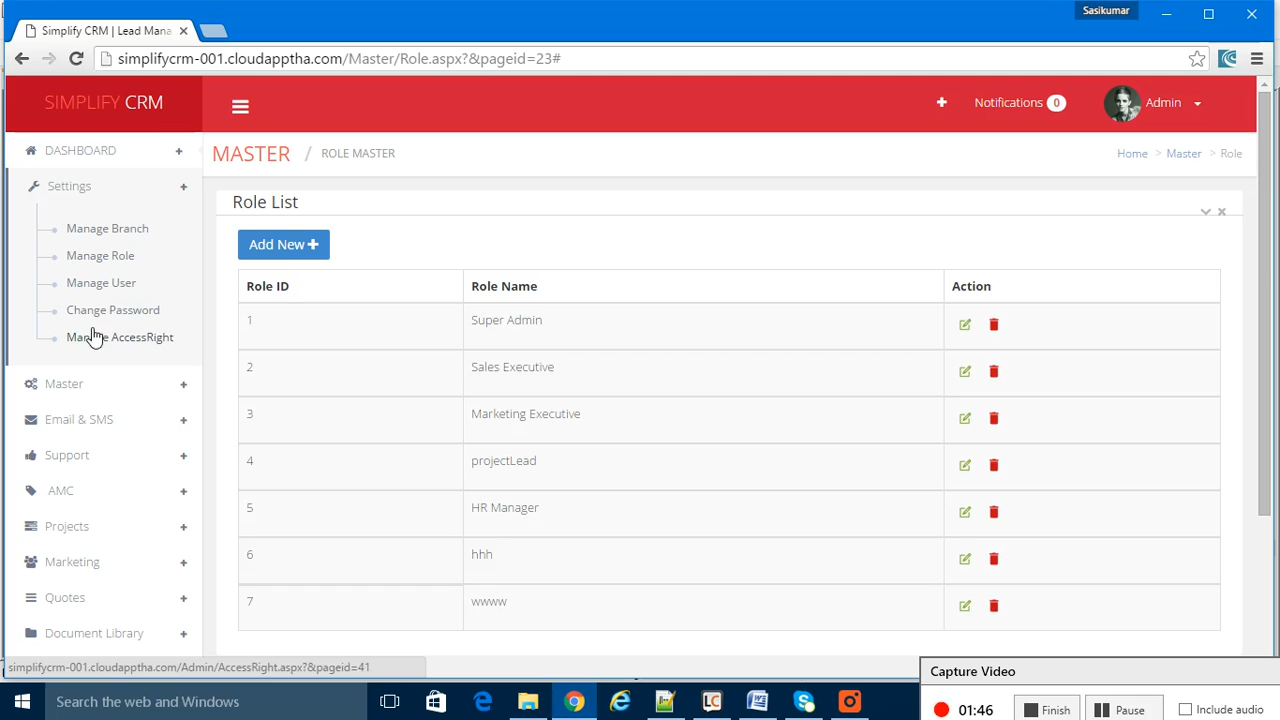 Sasikumar
Simplify CRM | Lead Mana
simplifycrm-001.cloudapptha.com/Master/Role.aspx?&pageid=23#
SIMPLIFY CRM
Notifications 0
Admin
DASHBOARD
MASTER / ROLE MASTER
Home > Master > Role
Settings
Manage Branch
Manage Role
Manage User
Change Password
Manage AccessRight
Master
Email & SMS
Support
AMC
Projects
Marketing
Quotes
Document Library
Role List
Add New
Role ID Role Name Action
1 Super Admin
2 Sales Executive
3 Marketing Executive
4 projectLead
5 HR Manager
6 hhh
7 wwww
simplifycrm-001.cloudapptha.com/Admin/AccessRight.aspx?&pageid=41
Capture Video
01:46 Finish Pause Include audio
Search the web and Windows